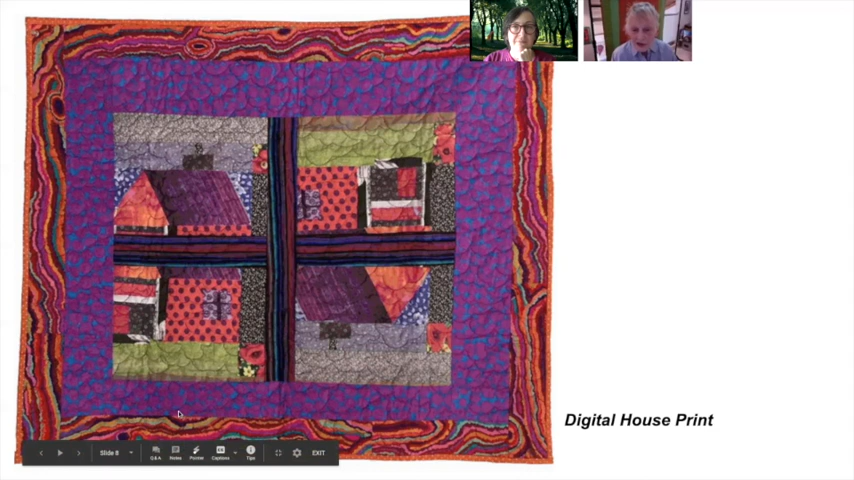 Digital House Print
Slide 8
Q&A
Notes
Pointer
Captions
Tips
EXIT